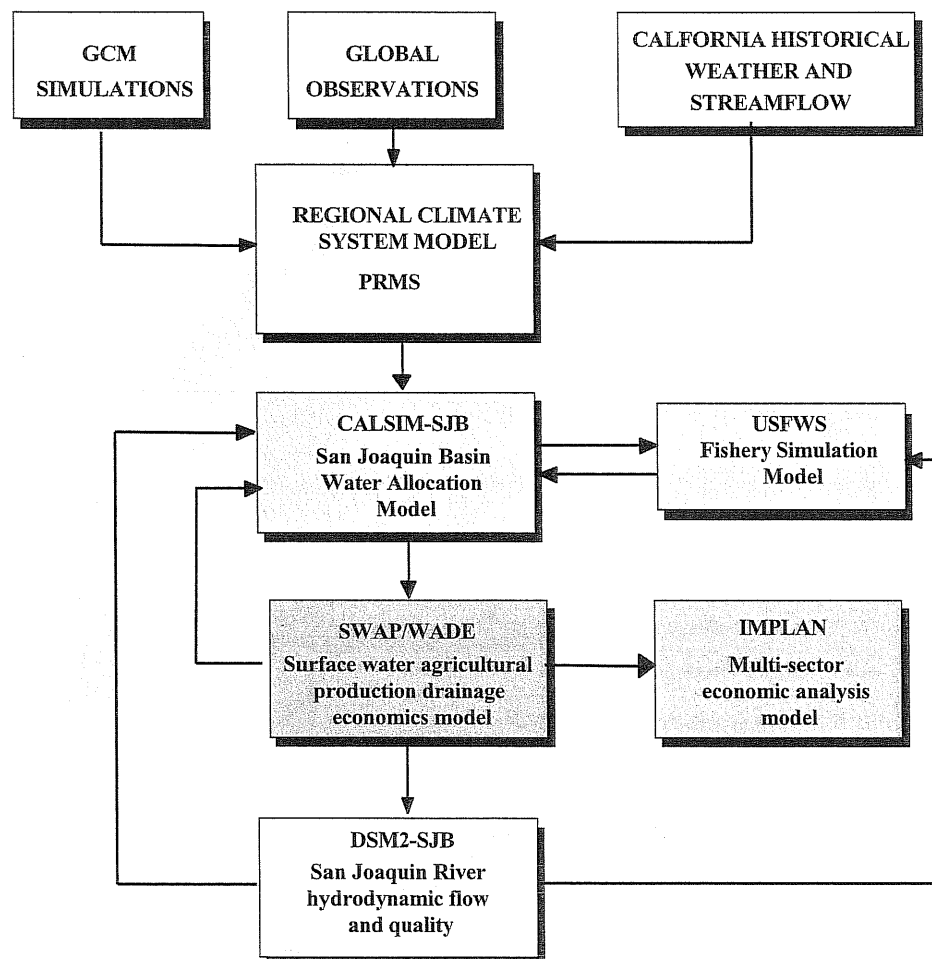 GCM
SIMULATIONS
GLOBAL
OBSERVATIONS
CALFORNIA HISTORICAL
WEATHER AND
STREAMFLOW
REGIONAL CLIMATE
SYSTEM MODEL
PRMS
CALSIM-SJB
San Joaquin Basin
Water Allocation
Model
USFWS
Fishery Simulation
Model
SWAP/WADE
Surface water agricultural
production drainage
economics model
IMPLAN
Multi-sector
economic analysis
model
DSM2-SJB
San Joaquin River
hydrodynamic flow
and quality